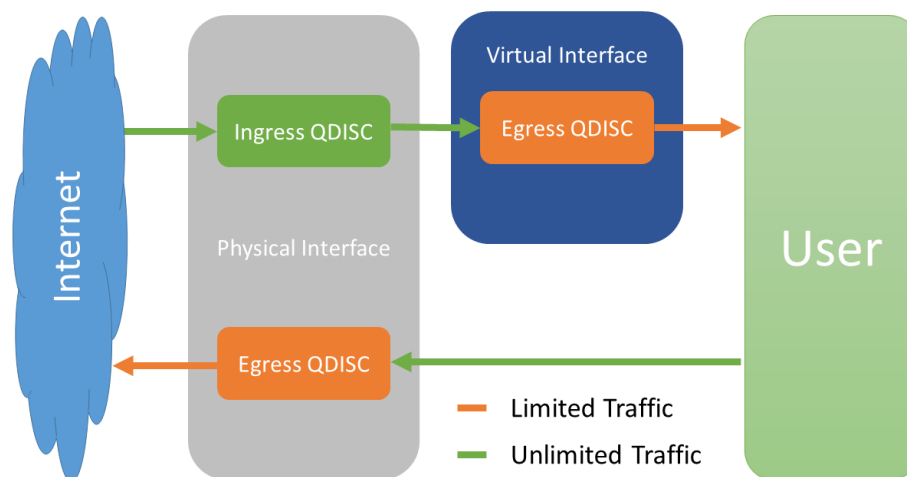 Virtual Interface
Ingress QDISC
Egress QDISC
Internet
Physical Interface
User
Egress QDISC
Limited Traffic
Unlimited Traffic